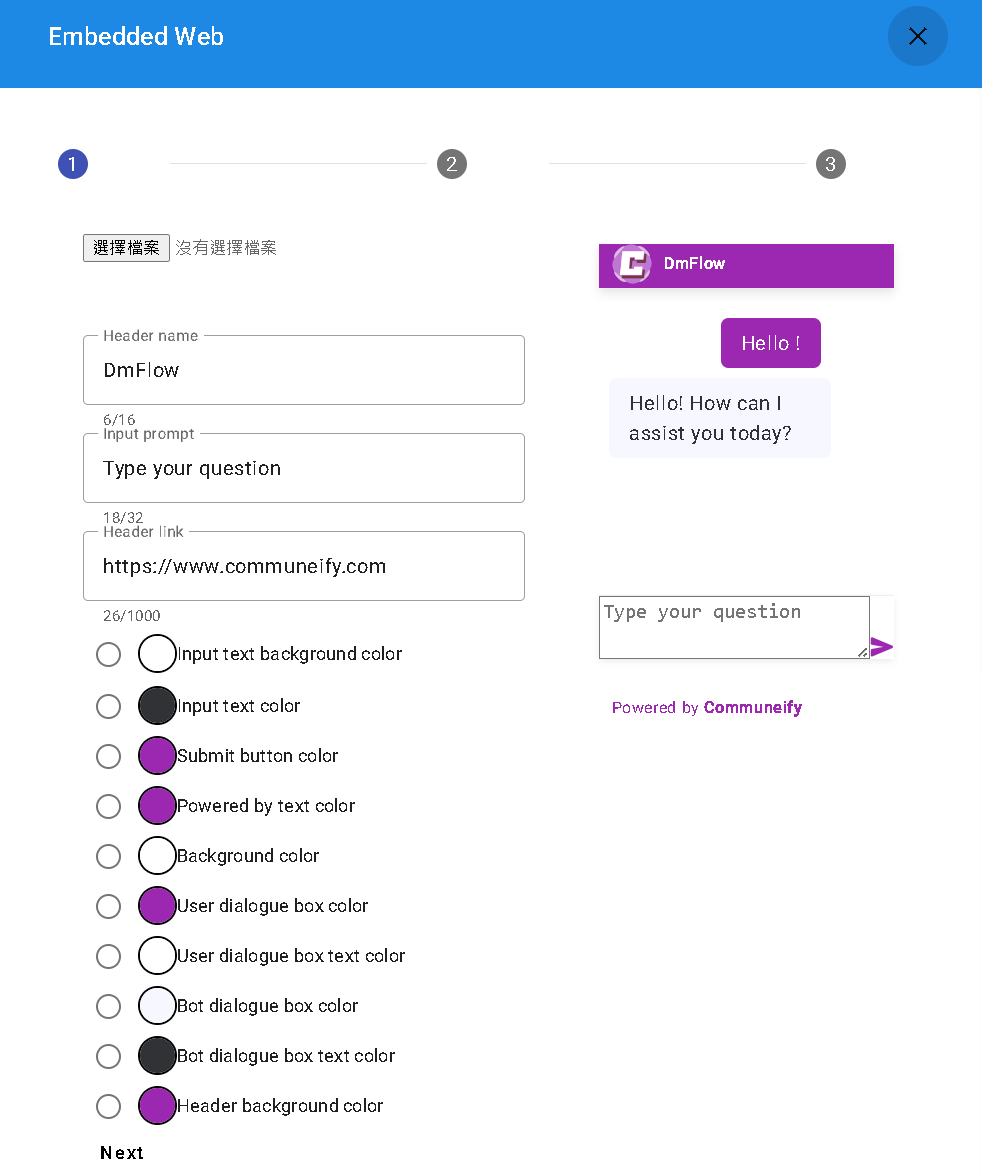 Embedded Web
1
2
3
選擇檔案 沒有選擇檔案
Header name
DmFlow
6/16
Input prompt
Type your question
18/32
Header link
https://www.communeify.com
26/1000
Input text background color
Input text color
Submit button color
Powered by text color
Background color
User dialogue box color
User dialogue box text color
Bot dialogue box color
Bot dialogue box text color
Header background color
Next
DmFlow
Hello !
Hello! How can I
assist you today?
Type your question
Powered by Communeify